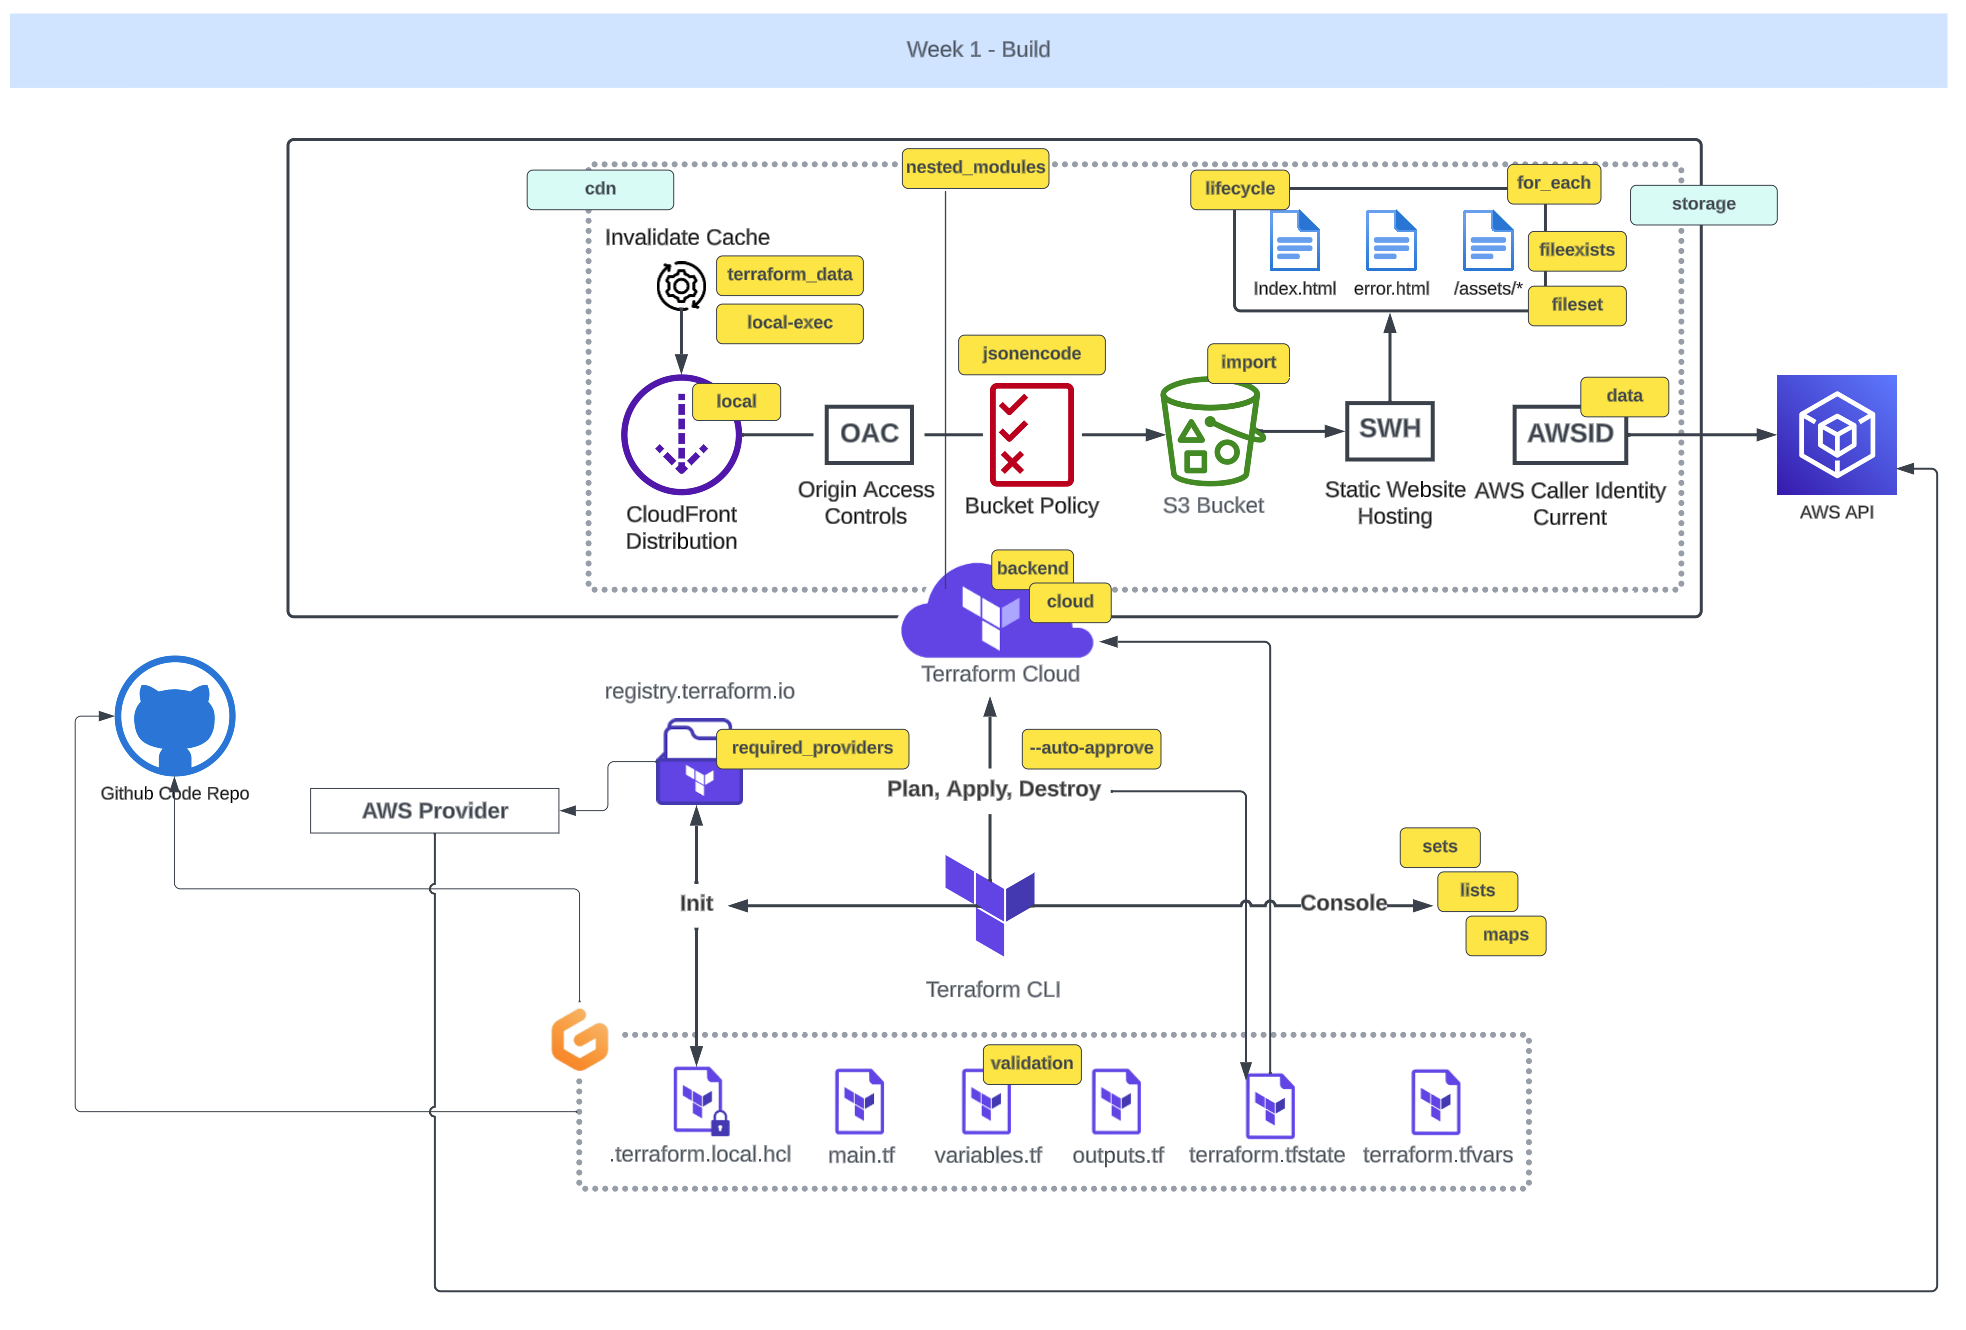 Week 1 - Build
nested_modules
cdn
lifecycle
for_each
storage
Invalidate Cache
terraform_data
local-exec
fileexists
fileset
Index.html
error.html
/assets/*
jsonencode
import
local
data
OAC
SWH
AWSID
Origin Access
Controls
Bucket Policy
S3 Bucket
Static Website
Hosting
AWS Caller Identity
Current
AWS API
CloudFront
Distribution
backend
cloud
Terraform Cloud
registry.terraform.io
required_providers
--auto-approve
Plan, Apply, Destroy
Github Code Repo
AWS Provider
sets
lists
maps
Init
Console
Terraform CLI
validation
.terraform.local.hcl
main.tf
variables.tf
outputs.tf
terraform.tfstate
terraform.tfvars